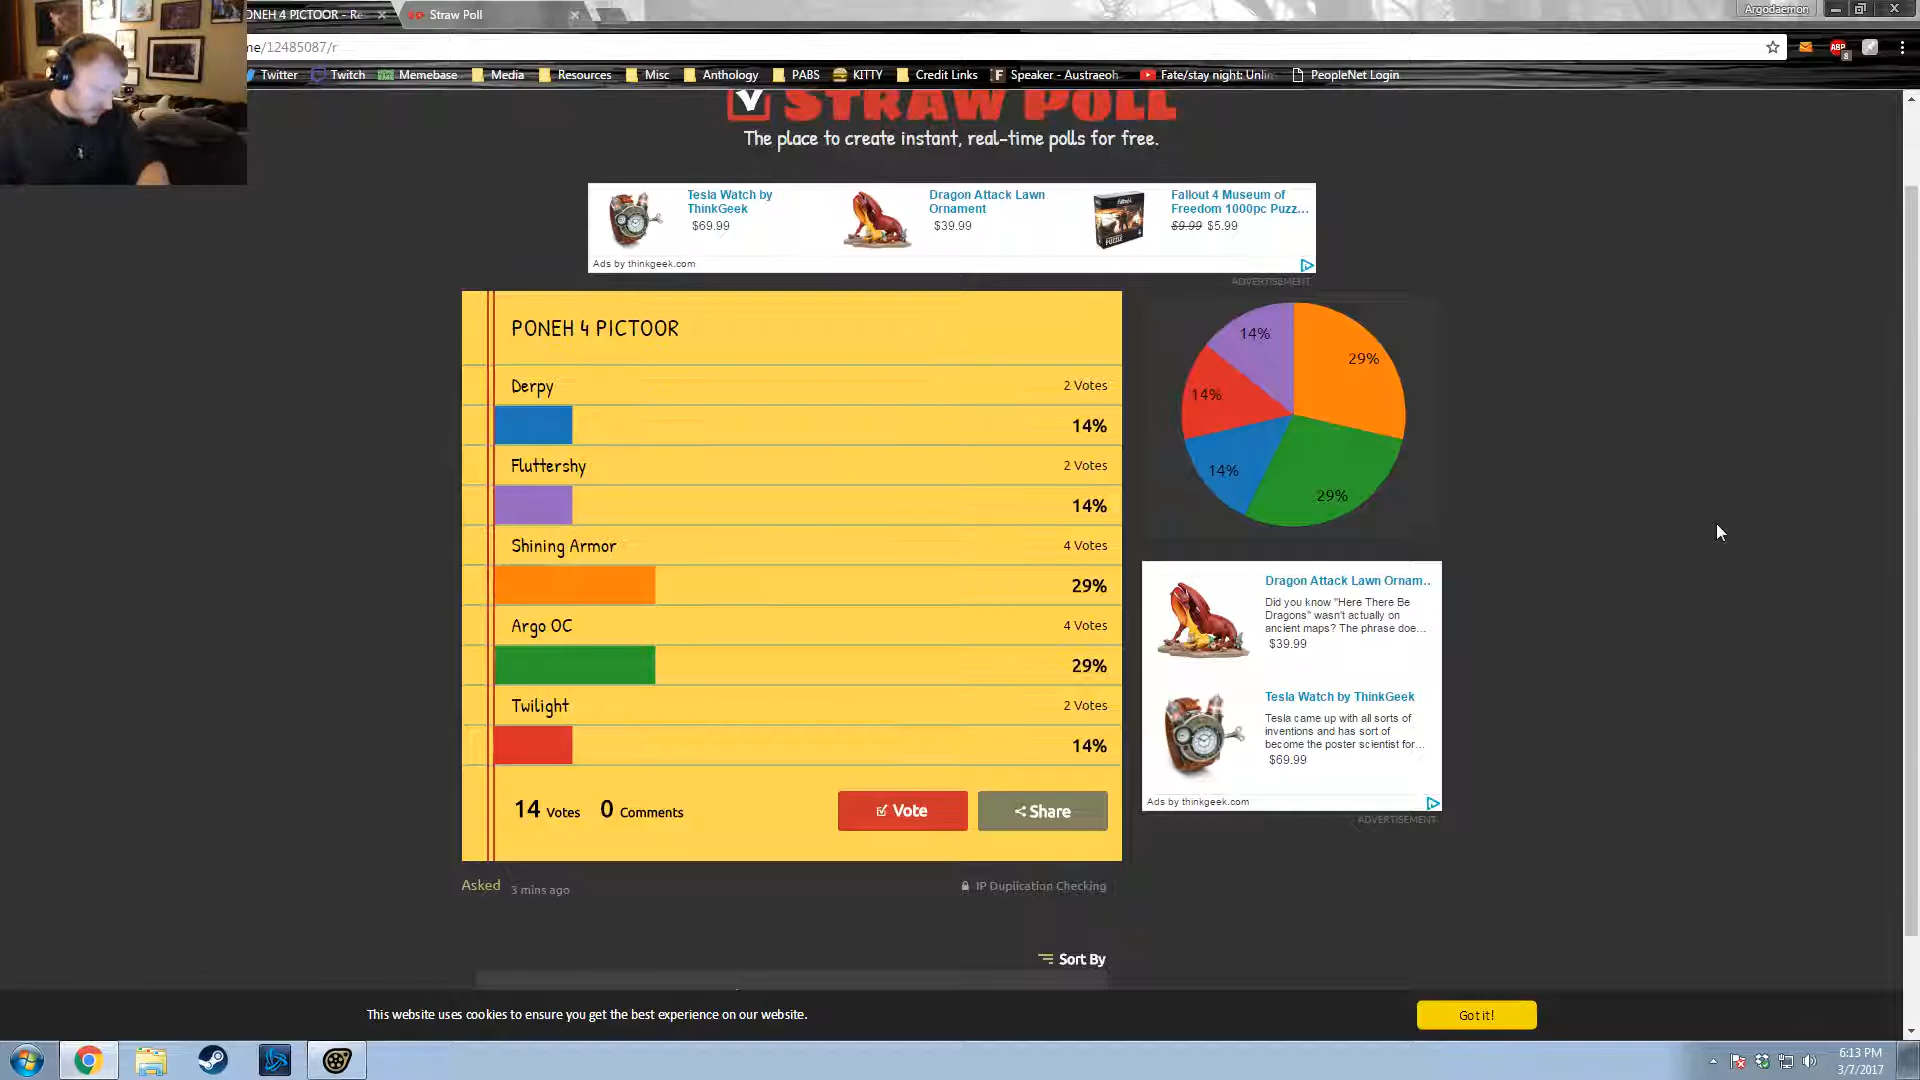 ONEH 4 PICTOOR - Re
Straw Poll
Argodaemon
me/12485087/r
Twitter
Twitch
Memebase
Media
Resources
Misc
Anthology
PABS
KITTY
Credit Links
Speaker - Austraeoh
Fate/stay night: Unlin
PeopleNet Login
STRAW POLL
The place to create instant, real-time polls for free.
Tesla Watch by
ThinkGeek
$69.99
Dragon Attack Lawn
Ornament
$39.99
Fallout 4 Museum of
Freedom 1000pc Puzz...
$9.99 $5.99
Ads by thinkgeek.com
ADVERTISEMENT
PONEH 4 PICTOOR
Derpy
2 Votes
14%
Fluttershy
2 Votes
14%
Shining Armor
4 Votes
29%
Argo OC
4 Votes
29%
Twilight
2 Votes
14%
14 Votes 0 Comments
Vote
Share
Asked 3 mins ago
IP Duplication Checking
14%
29%
14%
14%
29%
Dragon Attack Lawn Ornam..
Did you know "Here There Be
Dragons" wasn't actually on
ancient maps? The phrase doe...
$39.99
Tesla Watch by ThinkGeek
Tesla came up with all sorts of
inventions and has sort of
become the poster scientist for...
$69.99
Ads by thinkgeek.com
ADVERTISEMENT
Sort By
This website uses cookies to ensure you get the best experience on our website.
Got it!
6:13 PM
3/7/2017